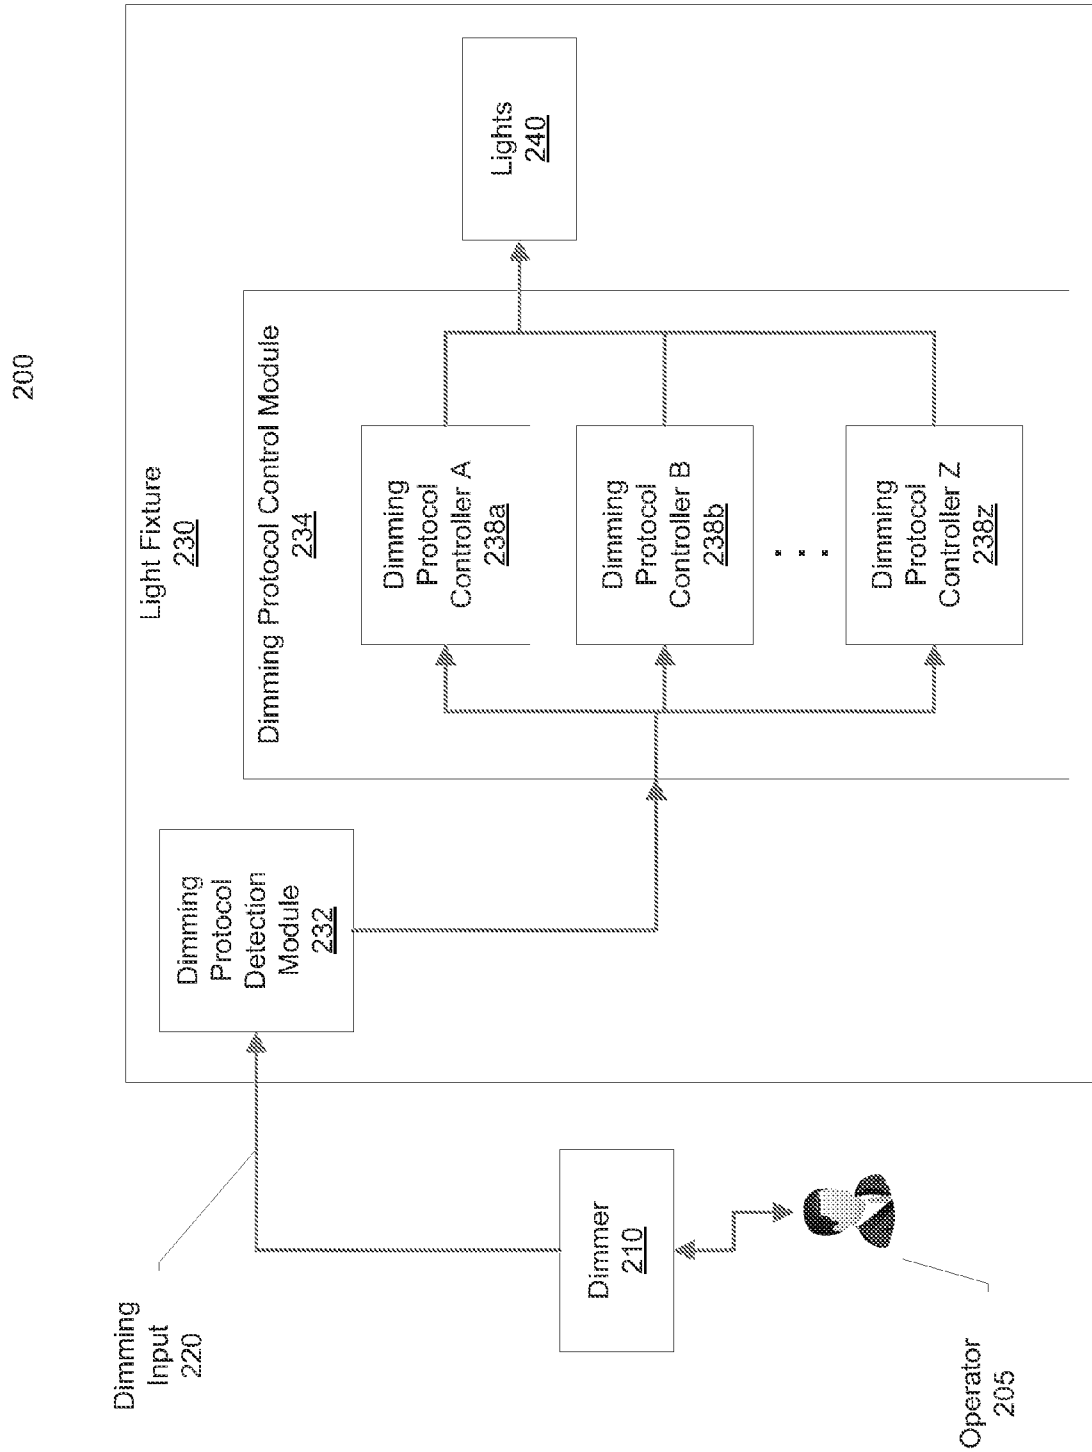 200
Light Fixture
230
Dimming Protocol Control Module
234
Dimming
Protocol
Detection
Module
232
Dimming
Protocol
Controller A
238a
Dimming
Protocol
Controller B
238b
Dimming
Protocol
Controller Z
238z
Lights
240
Dimming
Input
220
Dimmer
210
Operator
205